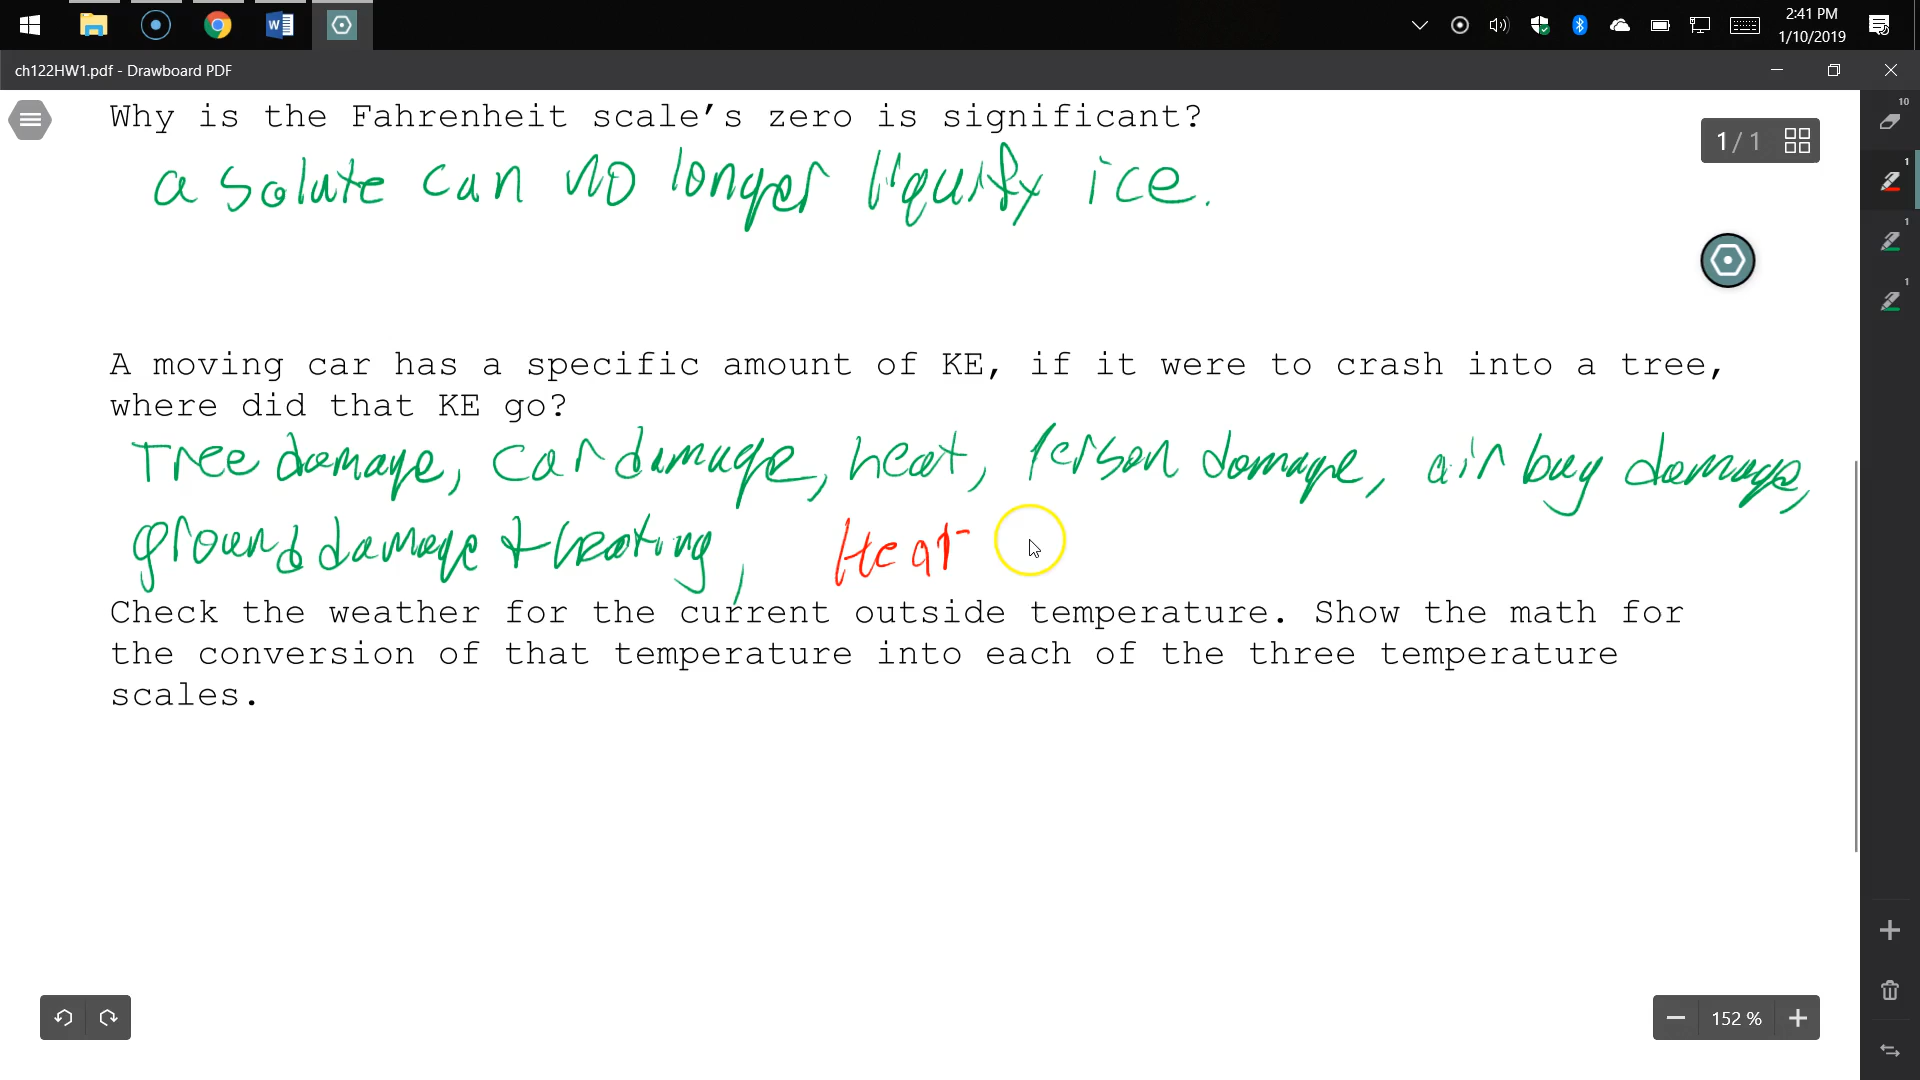 2:41 PM
1/10/2019
ch122HW1.pdf - Drawboard PDF
10
Why is the Fahrenheit scale's zero is significant?
1 / 1
1
a solute can no longer liquify ice.
1
1
A moving car has a specific amount of KE, if it were to crash into a tree,
where did that KE go?
Tree damage, car damage, heat, Person damage, air bag damage,
ground damage + heating, Heat
Check the weather for the current outside temperature. Show the math for
the conversion of that temperature into each of the three temperature
scales.
152 %